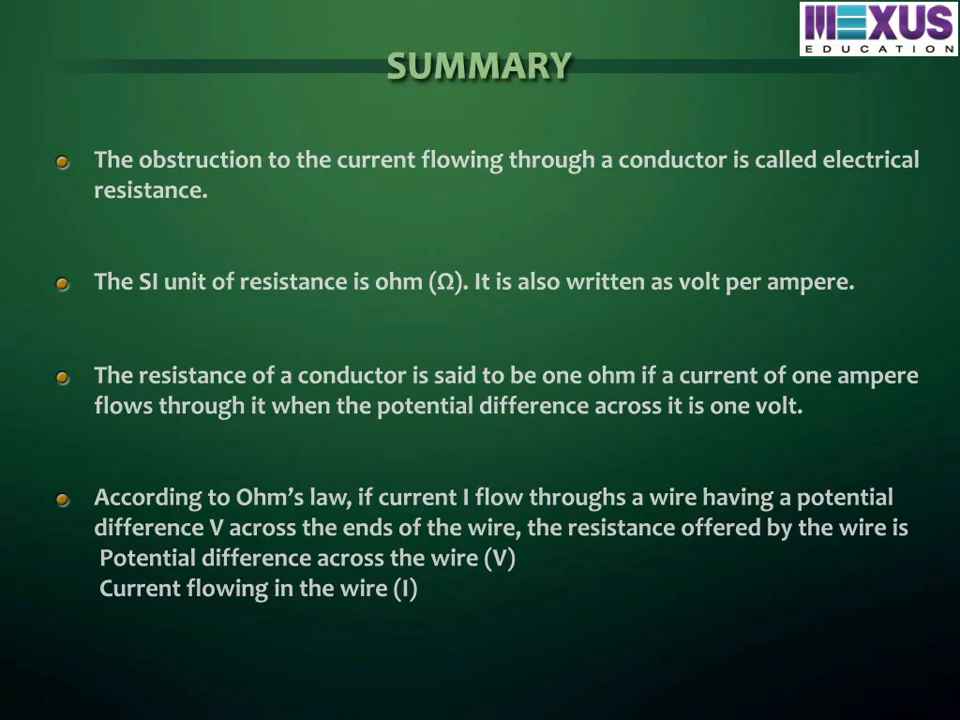 MEXUS
EDUCATION
SUMMARY
The obstruction to the current flowing through a conductor is called electrical
resistance.
The SI unit of resistance is ohm (Ω). It is also written as volt per ampere.
The resistance of a conductor is said to be one ohm if a current of one ampere
flows through it when the potential difference across it is one volt.
According to Ohm’s law, if current I flow throughs a wire having a potential
difference V across the ends of the wire, the resistance offered by the wire is
Potential difference across the wire (V)
Current flowing in the wire (I)